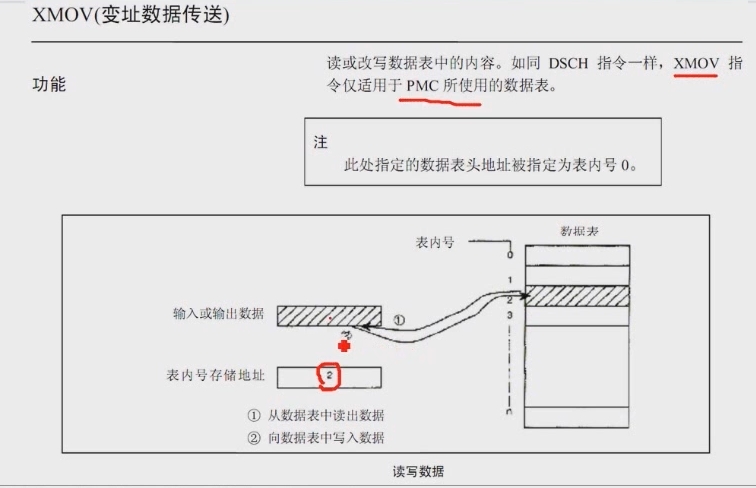 XMOV(变址数据传送)
功能
读或改写数据表中的内容。如同 DSCH 指令一样，XMOV 指
令仅适用于 PMC 所使用的数据表。
注
此处指定的数据表头地址被指定为表内号 0。
数据表
表内号
0
1
2
3
n
输入或输出数据
①
②
表内号存储地址
2
① 从数据表中读出数据
② 向数据表中写入数据
读写数据